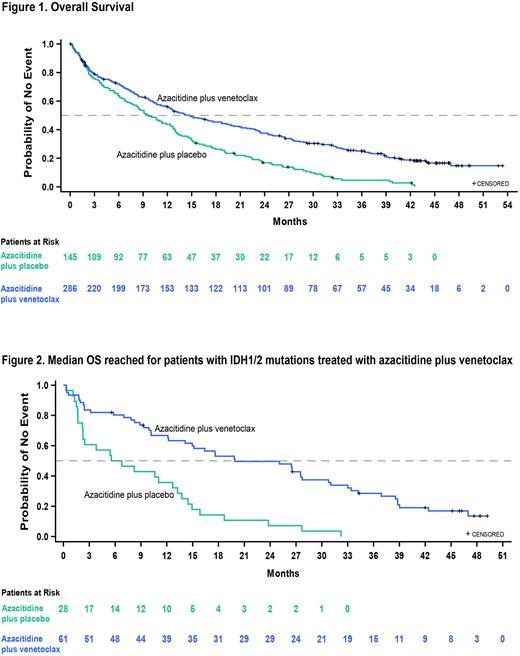 Figure 1. Overall Survival
Probability of No Event
1.0
0.8
0.6
0.4
0.2
0.0
Azacitidine plus venetoclax
Azacitidine plus placebo
+ CENSORED
0 3 6 9 12 15 18 21 24 27 30 33 36 39 42 45 48 51 54
Months
Patients at Risk
Azacitidine
plus placebo
145 109 92 77 63 47 37 30 22 17 12 6 5 5 3 0
Azacitidine
plus venetoclax
286 220 199 173 153 133 122 113 101 89 78 67 57 45 34 18 6 2 0
Figure 2. Median OS reached for patients with IDH1/2 mutations treated with azacitidine plus venetoclax
Probability of No Event
1.0
0.8
0.6
0.4
0.2
0.0
Azacitidine plus venetoclax
Azacitidine plus placebo
+ CENSORED
0 3 6 9 12 15 18 21 24 27 30 33 36 39 42 45 48 51
Months
Patients at Risk
Azacitidine
plus placebo
28 17 14 12 10 5 4 3 2 2 1 0
Azacitidine
plus venetoclax
61 51 48 44 39 35 31 29 29 24 21 19 15 11 9 8 3 0